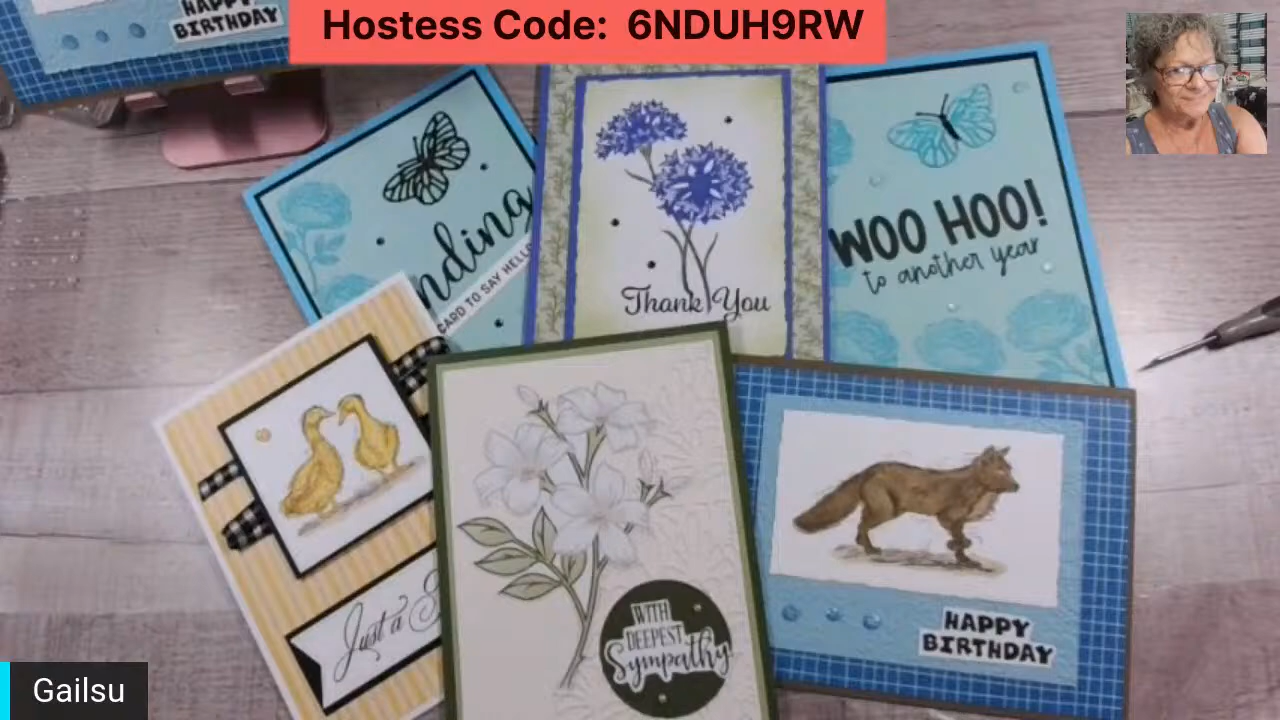 HAPPY
BIRTHDAY
Hostess Code: 6NDUH9RW
nding
CARD TO SAY HELLO
Thank You
WOO HOO!
to another year
Just a
WITH
DEEPEST
Sympathy
HAPPY
BIRTHDAY
Gailsu